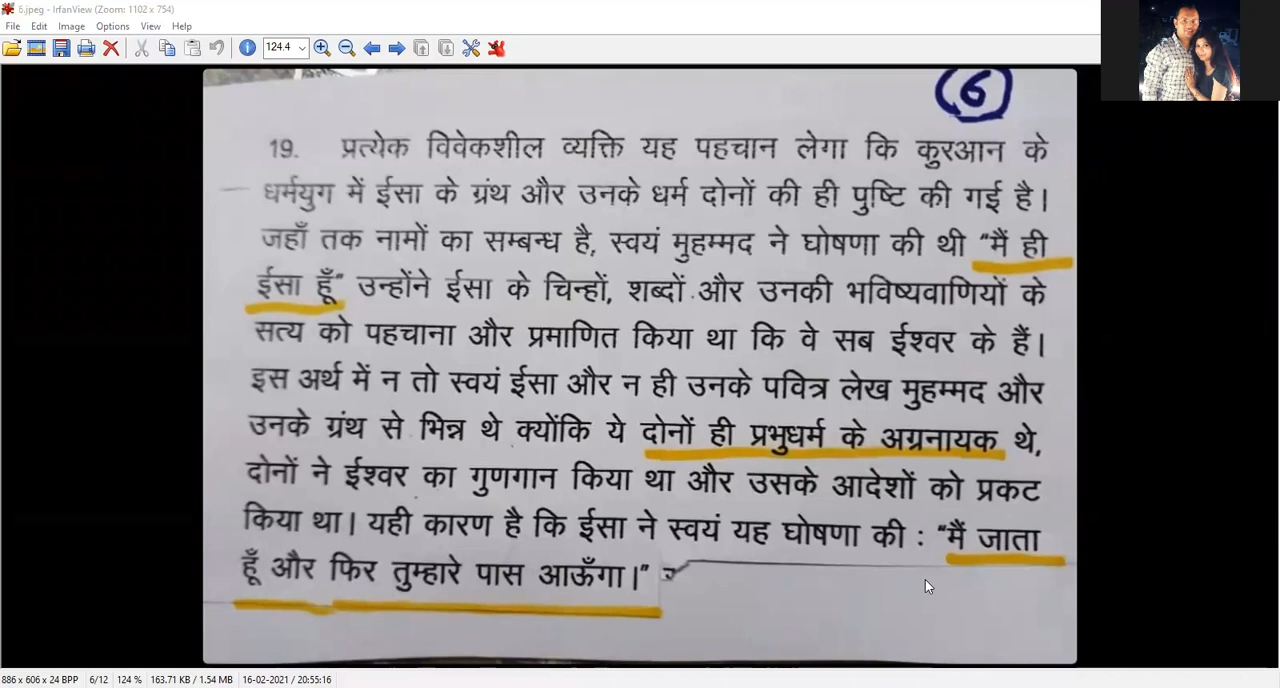 6.jpeg - IrfanView (Zoom: 1102 x 754)
File Edit Image Options View Help
124.4
6
19. प्रत्येक विवेकशील व्यक्ति यह पहचान लेगा कि कुरआन के
धर्मयुग में ईसा के ग्रंथ और उनके धर्म दोनों की ही पुष्टि की गई है।
जहाँ तक नामों का सम्बन्ध है, स्वयं मुहम्मद ने घोषणा की थी "मैं ही
ईसा हूँ" उन्होंने ईसा के चिन्हों, शब्दों और उनकी भविष्यवाणियों के
सत्य को पहचाना और प्रमाणित किया था कि वे सब ईश्वर के हैं।
इस अर्थ में न तो स्वयं ईसा और न ही उनके पवित्र लेख मुहम्मद और
उनके ग्रंथ से भिन्न थे क्योंकि ये दोनों ही प्रभुधर्म के अग्रनायक थे,
दोनों ने ईश्वर का गुणगान किया था और उसके आदेशों को प्रकट
किया था। यही कारण है कि ईसा ने स्वयं यह घोषणा की : "मैं जाता
हूँ और फिर तुम्हारे पास आऊँगा।"
886 x 606 x 24 BPP 6/12 124 % 163.71 KB / 1.54 MB 16-02-2021 / 20:55:16